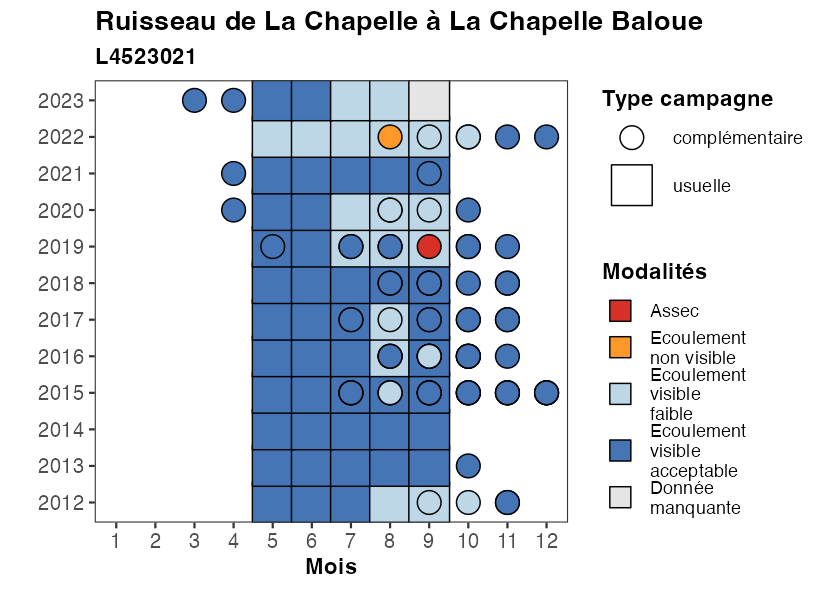 Ruisseau de La Chapelle à La Chapelle Baloue
L4523021
2023
2022
2021
2020
2019
2018
2017
2016
2015
2014
2013
2012
1 2 3 4 5 6 7 8 9 10 11 12
Mois
Type campagne
complémentaire
usuelle
Modalités
Assec
Ecoulement
non visible
Ecoulement
visible
faible
Ecoulement
visible
acceptable
Donnée
manquante